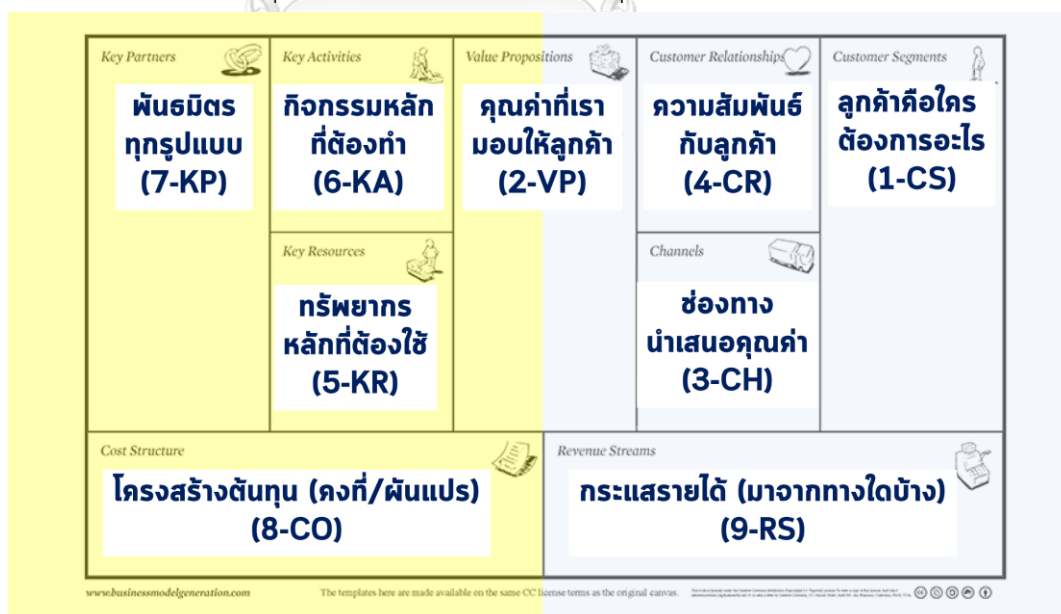 Key Partners
พันธมิตร
ทุกรูปแบบ
(7-KP)
Key Activities
กิจกรรมหลัก
ที่ต้องทำ
(6-KA)
Key Resources
ทรัพยากร
หลักที่ต้องใช้
(5-KR)
Value Propositions
คุณค่าที่เรา
มอบให้ลูกค้า
(2-VP)
Customer Relationships
ความสัมพันธ์
กับลูกค้า
(4-CR)
Channels
ช่องทาง
นำเสนอคุณค่า
(3-CH)
Customer Segments
ลูกค้าคือใคร
ต้องการอะไร
(1-CS)
Cost Structure
โครงสร้างต้นทุน (คงที่/ผันแปร)
(8-CO)
Revenue Streams
กระแสรายได้ (มาจากทางใดบ้าง)
(9-RS)
www.businessmodelgeneration.com
The templates here are made available on the same CC license terms as the original canvas.